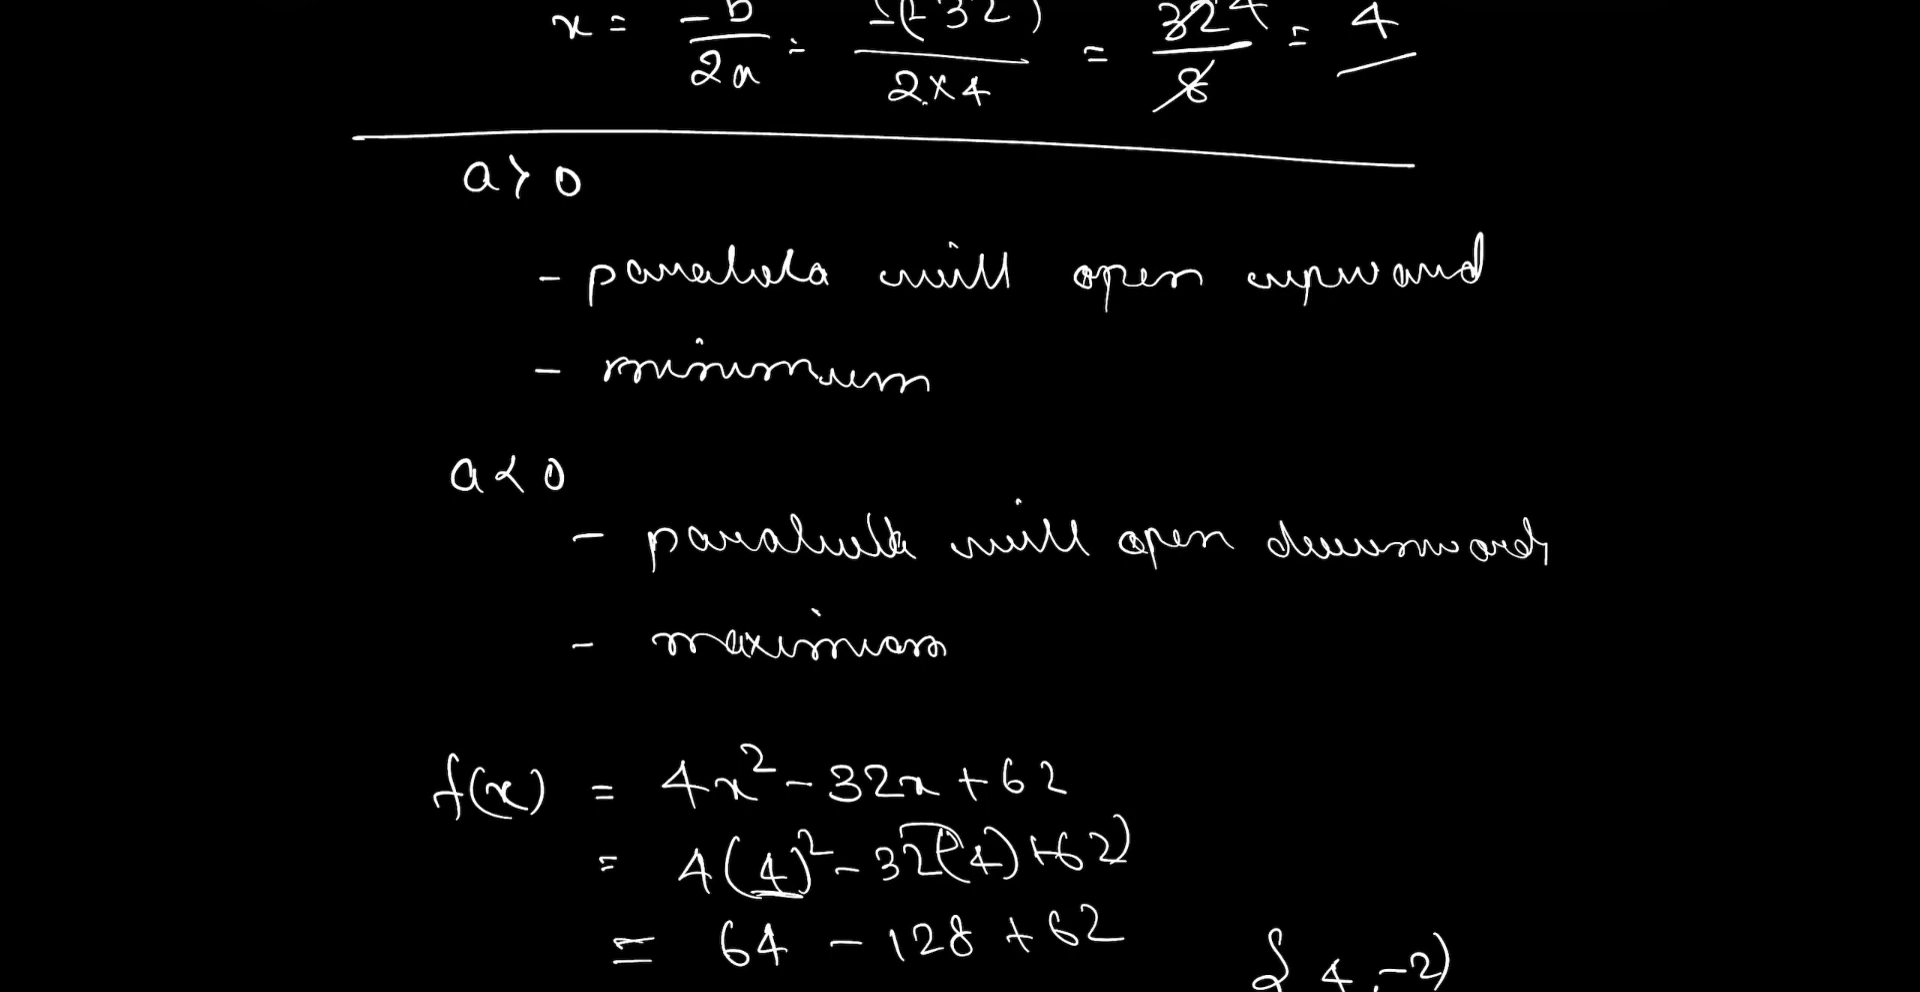 x = -b/2a = -(-32)/2×4 = 32/8 4 = 4
a > 0
- parabola will open upward
- minimum
a < 0
- parabola will open downward
- maximum
f(x) = 4x² - 32x + 62
= 4(4)² - 32(4) + 62)
= 64 - 128 + 62
(4, -2)